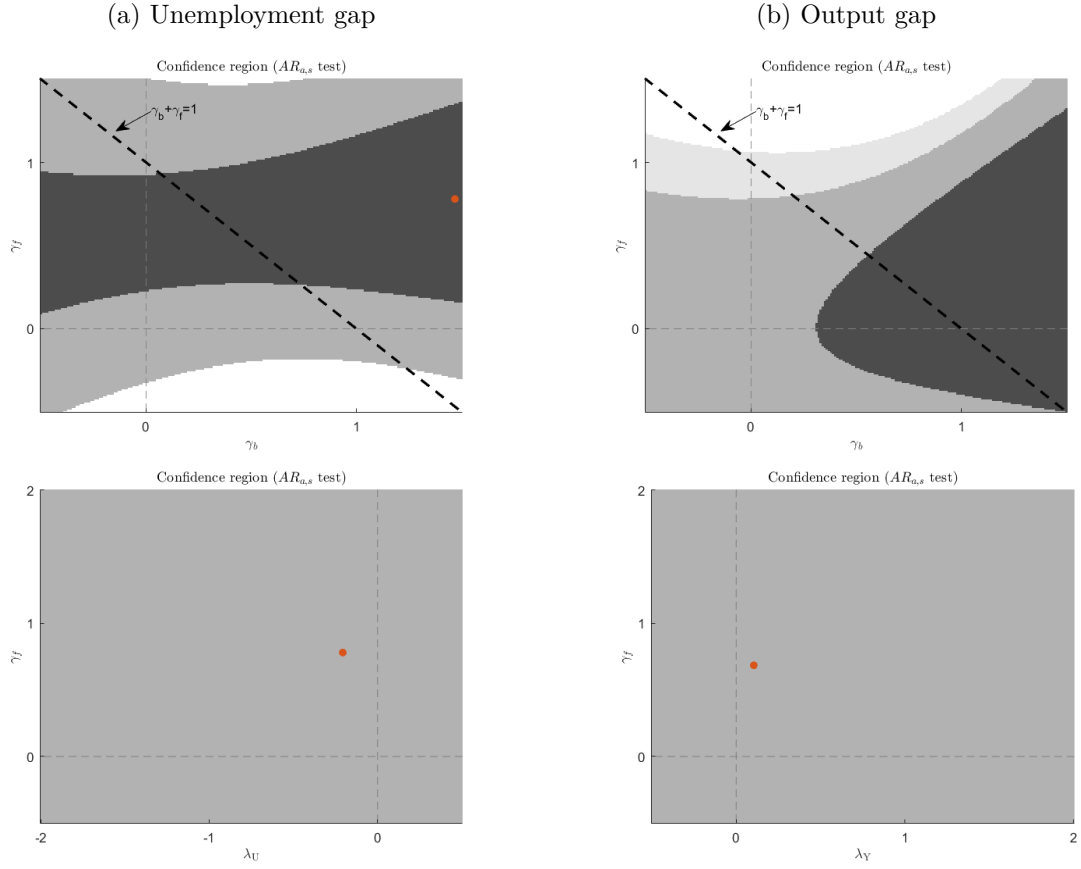 (a) Unemployment gap
Confidence region (AR_{a,s} test)
γ_b+γ_f=1
1
0
γ_f
0
1
γ_b
(b) Output gap
Confidence region (AR_{a,s} test)
γ_b+γ_f=1
1
0
γ_f
0
1
γ_b
Confidence region (AR_{a,s} test)
2
1
0
γ_f
-2
-1
0
λ_U
Confidence region (AR_{a,s} test)
2
1
0
γ_f
0
1
2
λ_Y